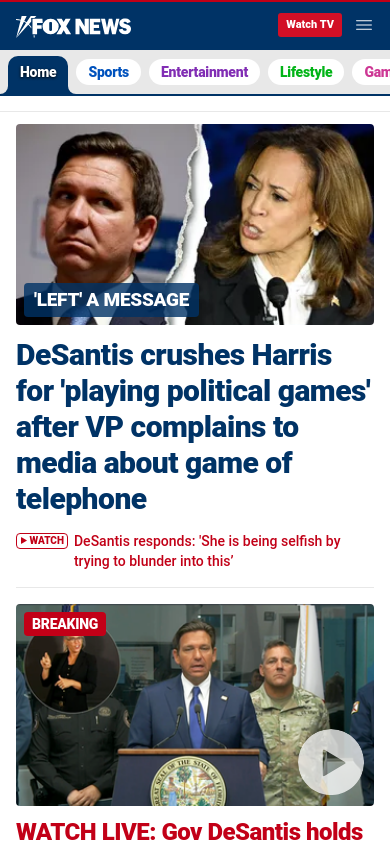 FOX NEWS
Watch TV
Home
Sports
Entertainment
Lifestyle
Gam
'LEFT' A MESSAGE
DeSantis crushes Harris
for 'playing political games'
after VP complains to
media about game of
telephone
WATCH
DeSantis responds: 'She is being selfish by
trying to blunder into this’
BREAKING
WATCH LIVE: Gov DeSantis holds